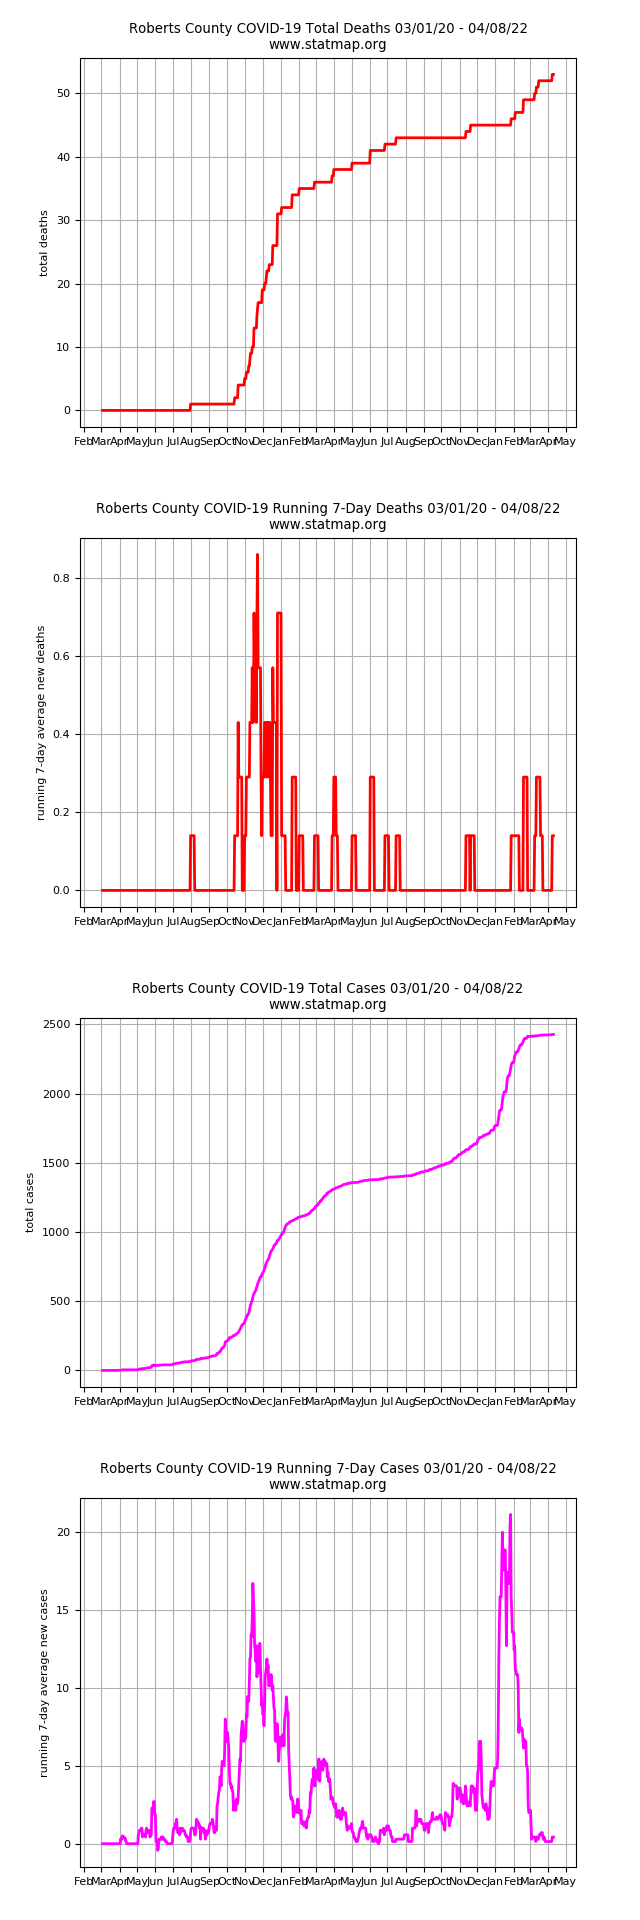 Roberts County COVID-19 Total Deaths 03/01/20 - 04/08/22
www.statmap.org
50
40
30
20
10
0
total deaths
Feb Mar Apr May Jun Jul Aug Sep Oct Nov Dec Jan Feb Mar Apr May Jun Jul Aug Sep Oct Nov Dec Jan Feb Mar Apr May
Roberts County COVID-19 Running 7-Day Deaths 03/01/20 - 04/08/22
www.statmap.org
0.8
0.6
0.4
0.2
0.0
running 7-day average new deaths
Feb Mar Apr May Jun Jul Aug Sep Oct Nov Dec Jan Feb Mar Apr May Jun Jul Aug Sep Oct Nov Dec Jan Feb Mar Apr May
Roberts County COVID-19 Total Cases 03/01/20 - 04/08/22
www.statmap.org
2500
2000
1500
1000
500
0
total cases
Feb Mar Apr May Jun Jul Aug Sep Oct Nov Dec Jan Feb Mar Apr May Jun Jul Aug Sep Oct Nov Dec Jan Feb Mar Apr May
Roberts County COVID-19 Running 7-Day Cases 03/01/20 - 04/08/22
www.statmap.org
20
15
10
5
0
running 7-day average new cases
Feb Mar Apr May Jun Jul Aug Sep Oct Nov Dec Jan Feb Mar Apr May Jun Jul Aug Sep Oct Nov Dec Jan Feb Mar Apr May